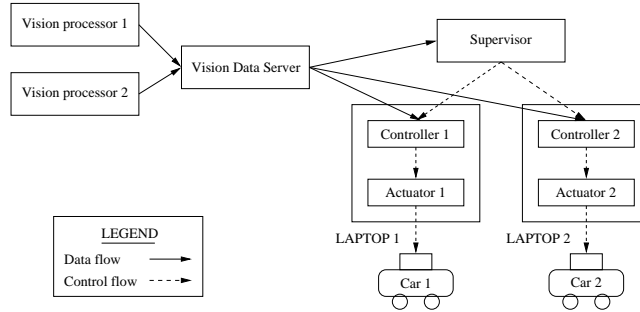 Vision processor 1
Supervisor
Vision Data Server
Vision processor 2
Controller 1
Controller 2
Actuator 1
Actuator 2
LEGEND
Data flow
Control flow
LAPTOP 1
LAPTOP 2
Car 1
Car 2